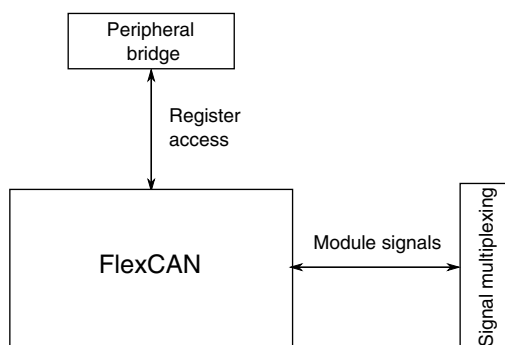 Peripheral
bridge
Register
access
FlexCAN
Module signals
Signal multiplexing